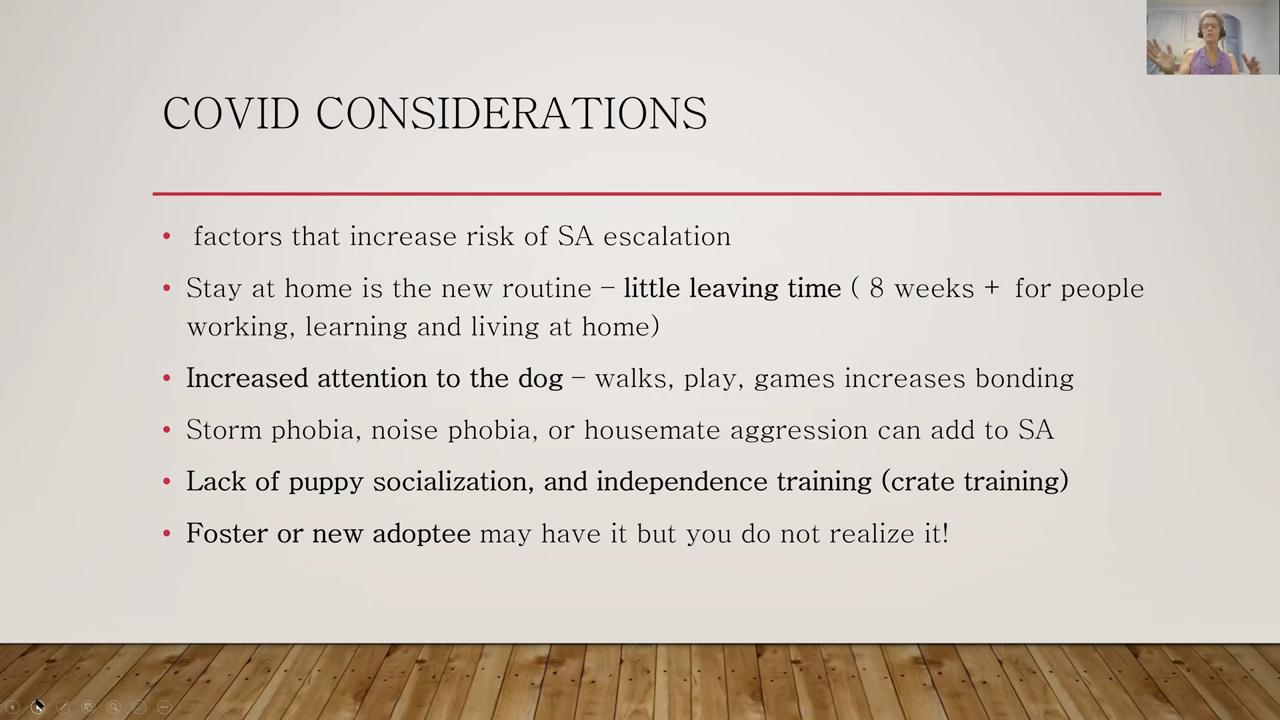 COVID CONSIDERATIONS
• factors that increase risk of SA escalation
• Stay at home is the new routine – little leaving time ( 8 weeks + for people
working, learning and living at home)
• Increased attention to the dog – walks, play, games increases bonding
• Storm phobia, noise phobia, or housemate aggression can add to SA
• Lack of puppy socialization, and independence training (crate training)
• Foster or new adoptee may have it but you do not realize it!